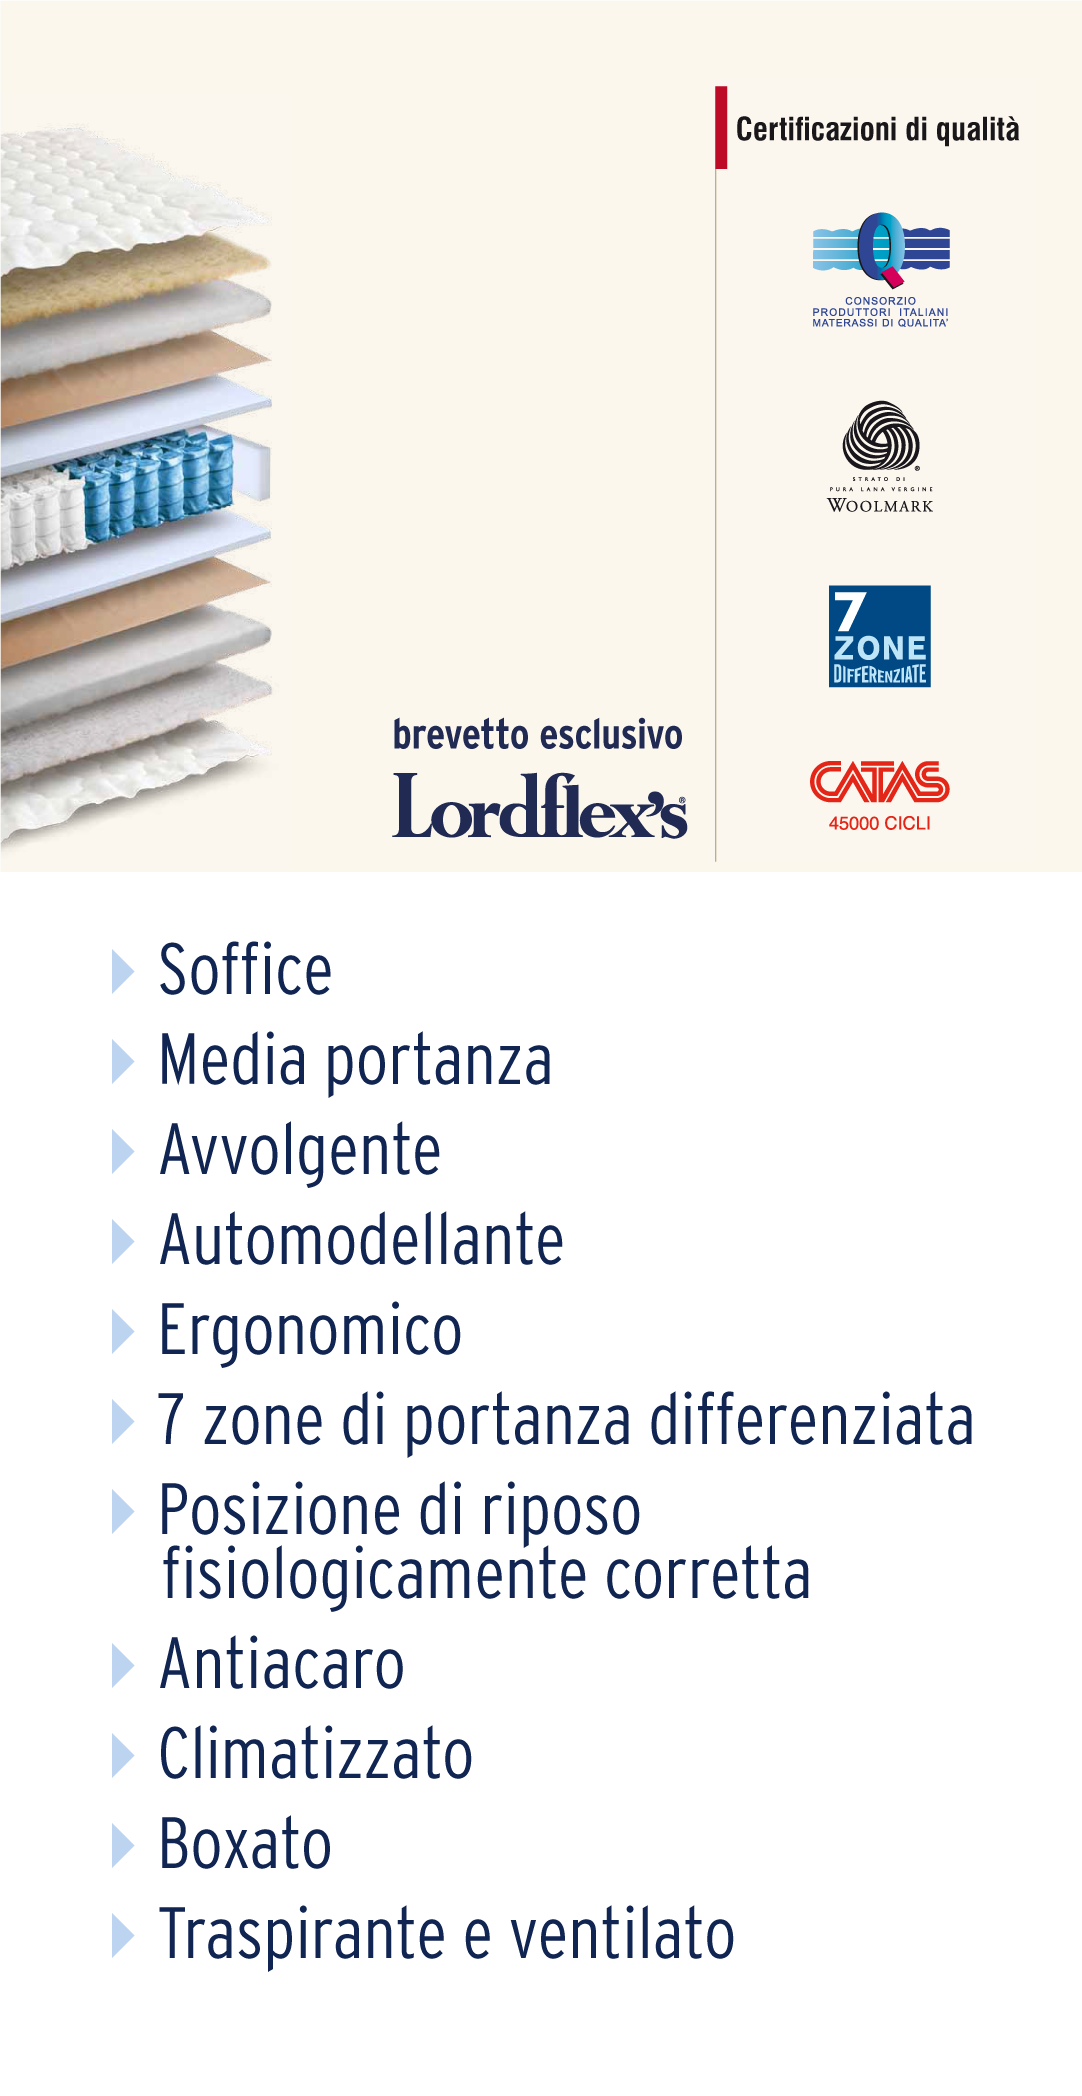 Certificazioni di qualità
Q
CONSORZIO
PRODUTTORI ITALIANI
MATERASSI DI QUALITA'
STRATO DI
PURA LANA VERGINE
WOOLMARK
7
ZONE
DIFFERENZIATE
CATAS
45000 CICLI
brevetto esclusivo
Lordflex's®
Soffice
Media portanza
Avvolgente
Automodellante
Ergonomico
7 zone di portanza differenziata
Posizione di riposo
fisiologicamente corretta
Antiacaro
Climatizzato
Boxato
Traspirante e ventilato